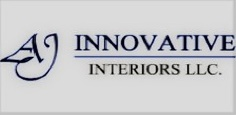 AJ INNOVATIVE
INTERIORS LLC.